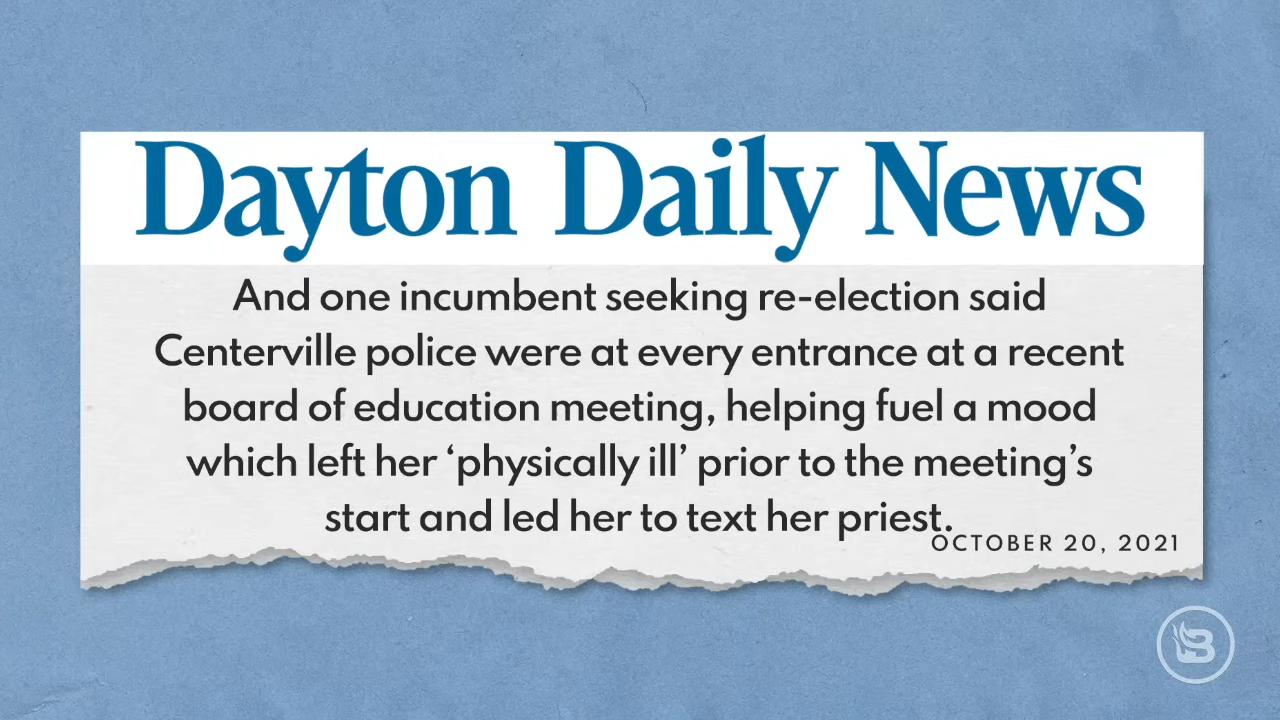 Dayton Daily News
And one incumbent seeking re-election said
Centerville police were at every entrance at a recent
board of education meeting, helping fuel a mood
which left her ‘physically ill’ prior to the meeting’s
start and led her to text her priest.
OCTOBER 20, 2021
B